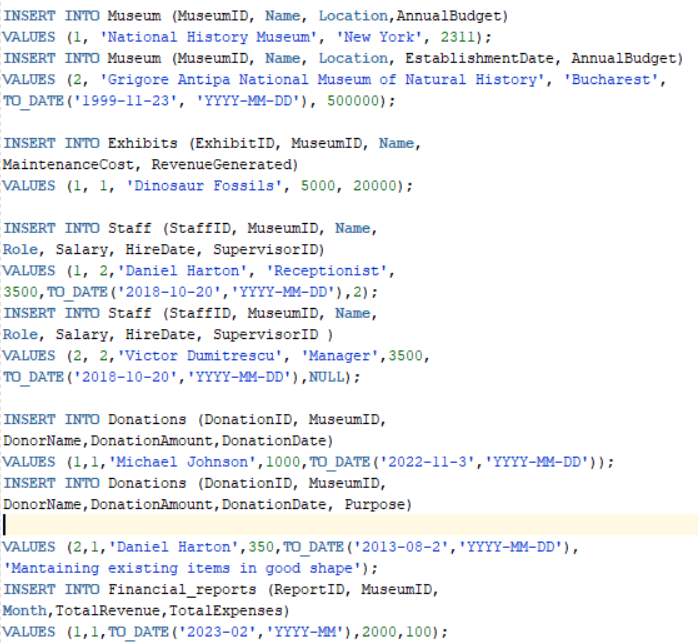 INSERT INTO Museum (MuseumID, Name, Location,AnnualBudget)
VALUES (1, 'National History Museum', 'New York', 2311);
INSERT INTO Museum (MuseumID, Name, Location, EstablishmentDate, AnnualBudget)
VALUES (2, 'Grigore Antipa National Museum of Natural History', 'Bucharest',
TO_DATE('1999-11-23', 'YYYY-MM-DD'), 500000);
INSERT INTO Exhibits (ExhibitID, MuseumID, Name,
MaintenanceCost, RevenueGenerated)
VALUES (1, 1, 'Dinosaur Fossils', 5000, 20000);
INSERT INTO Staff (StaffID, MuseumID, Name,
Role, Salary, HireDate, SupervisorID)
VALUES (1, 2,'Daniel Harton', 'Receptionist',
3500,TO_DATE('2018-10-20','YYYY-MM-DD'),2);
INSERT INTO Staff (StaffID, MuseumID, Name,
Role, Salary, HireDate, SupervisorID )
VALUES (2, 2,'Victor Dumitrescu', 'Manager',3500,
TO_DATE('2018-10-20','YYYY-MM-DD'),NULL);
INSERT INTO Donations (DonationID, MuseumID,
DonorName,DonationAmount,DonationDate)
VALUES (1,1,'Michael Johnson',1000,TO_DATE('2022-11-3','YYYY-MM-DD'));
INSERT INTO Donations (DonationID, MuseumID,
DonorName,DonationAmount,DonationDate, Purpose)
VALUES (2,1,'Daniel Harton',350,TO_DATE('2013-08-2','YYYY-MM-DD'),
'Mantaining existing items in good shape');
INSERT INTO Financial_reports (ReportID, MuseumID,
Month,TotalRevenue,TotalExpenses)
VALUES (1,1,TO_DATE('2023-02','YYYY-MM'),2000,100);